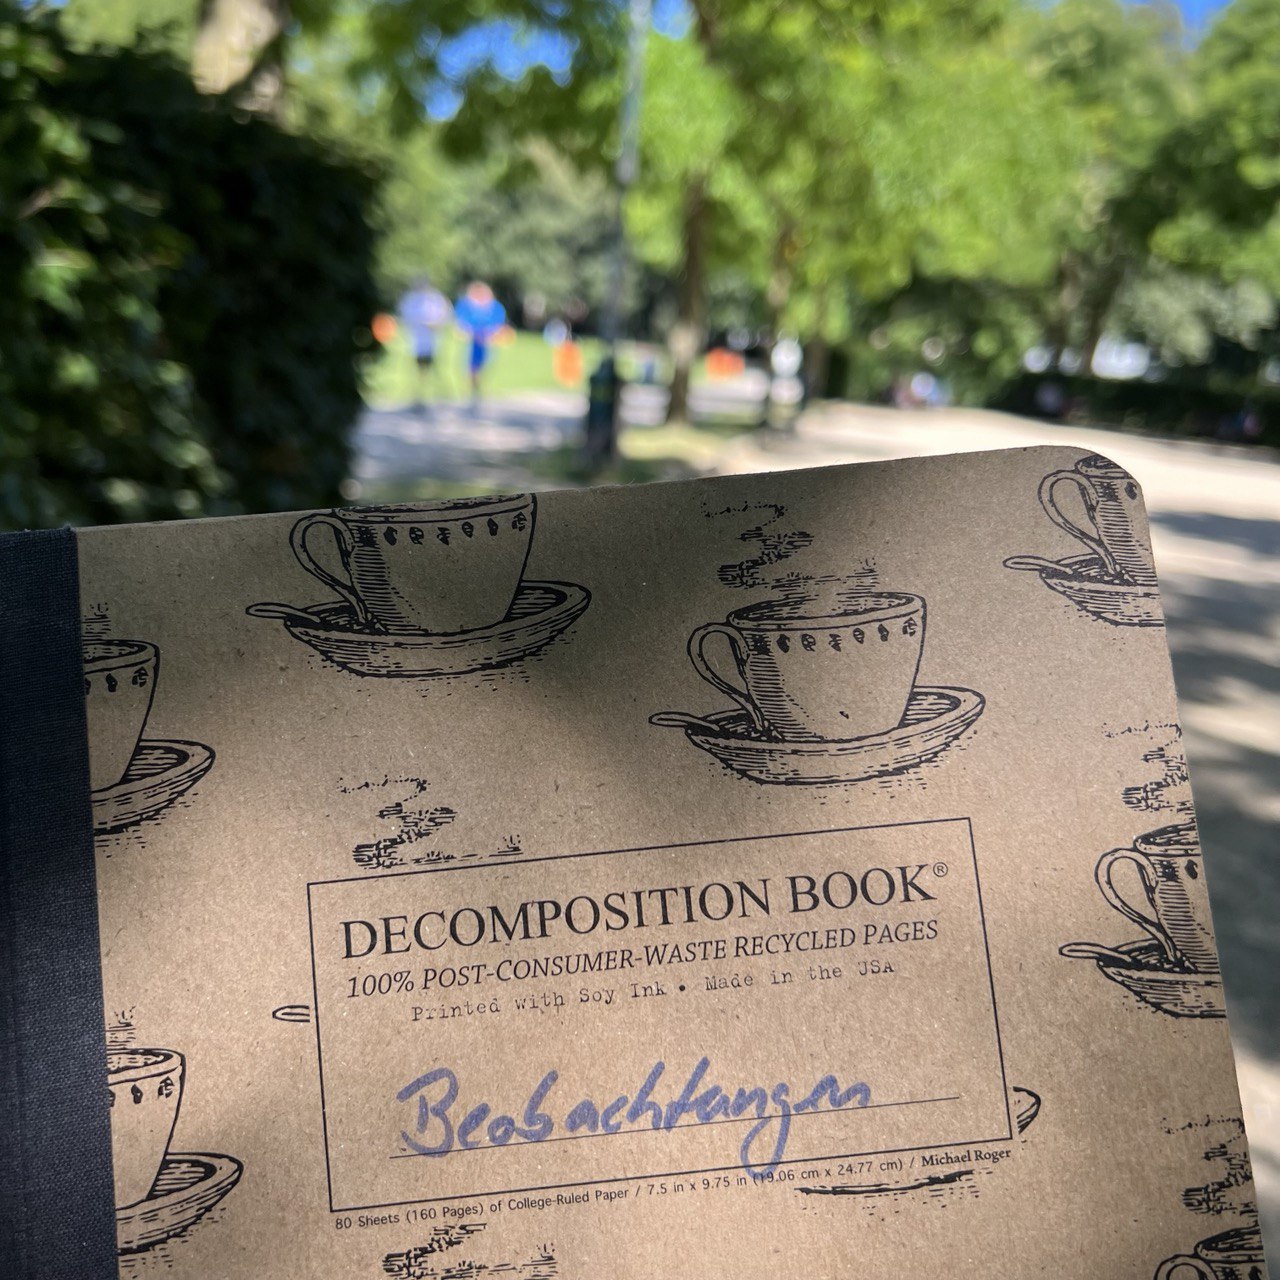 DECOMPOSITION BOOK®
100% POST-CONSUMER-WASTE RECYCLED PAGES
Printed with Soy Ink • Made in the USA
Beobachtungen
80 Sheets (160 Pages) of College-Ruled Paper / 7.5 in x 9.75 in (19.06 cm x 24.77 cm) / Michael Roger